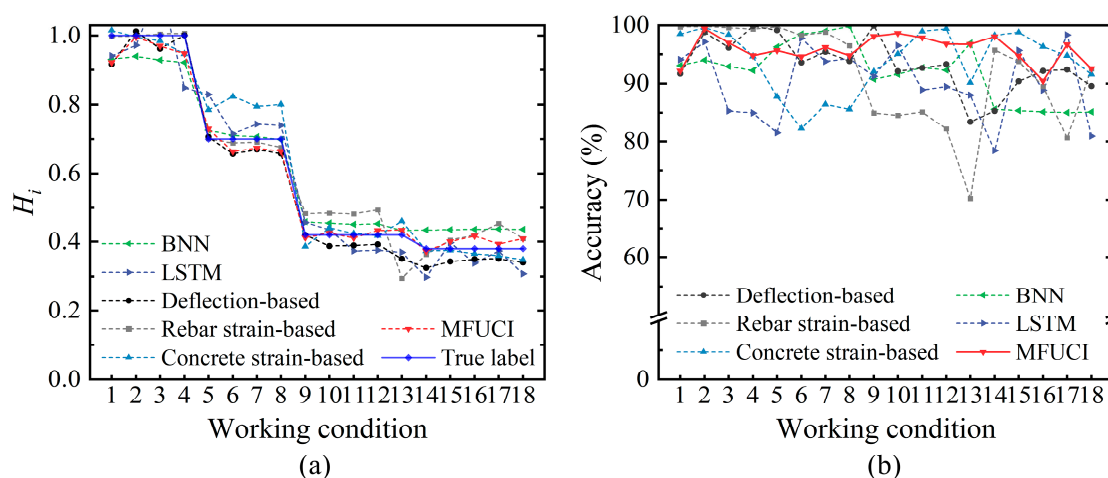 1.0
0.8
0.6
0.4
0.2
0.0
H_i
BNN
LSTM
Deflection-based
Rebar strain-based
Concrete strain-based
MFUCI
True label
1 2 3 4 5 6 7 8 9 10 11 12 13 14 15 16 17 18
Working condition
(a)
100
90
80
70
60
0
Accuracy (%)
Deflection-based
Rebar strain-based
Concrete strain-based
BNN
LSTM
MFUCI
1 2 3 4 5 6 7 8 9 10 11 12 13 14 15 16 17 18
Working condition
(b)